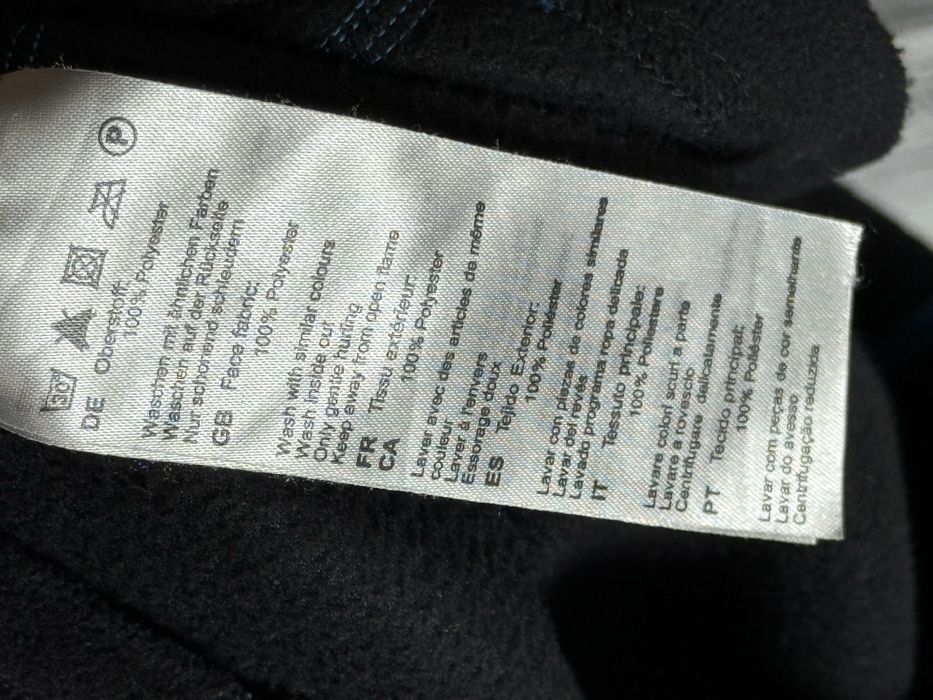 30°
P
DE Oberstoff:
100% Polyester
Waschen mit ähnlichen Farben
Waschen auf der Rückseite
Nur schonend schleudern
GB Face fabric:
100% Polyester
Wash with similar colours
Wash inside out
Only gentle hunting
Keep away from open flame
FR Tissu extérieur:
CA 100% Polyester
Laver avec des articles de même
couleur
Laver à l'envers
Essorage doux
ES Tejido Exterior:
100% Poliéster
Lavar con piezas de colores similares
Lavar del revés
Lavado programa ropa delicada
IT Tessuto principale:
100% Poliestere
Lavare colori scuri a parte
Lavare a rovescio
Centrifugare delicatamente
PT Tecido principal:
100% Poliéster
Lavar com peças de cor semelhante
Lavar do avesso
Centrifugação reduzida